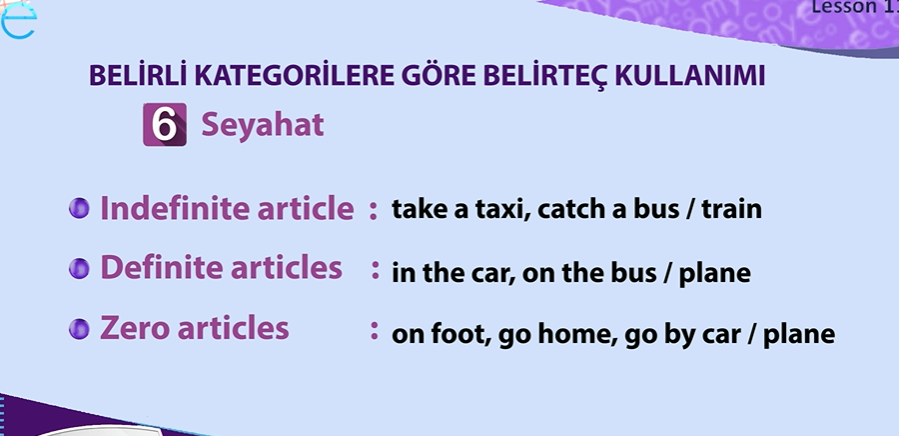 Lesson 11
BELİRLİ KATEGORİLERE GÖRE BELİRTEÇ KULLANIMI
6 Seyahat
Indefinite article : take a taxi, catch a bus / train
Definite articles : in the car, on the bus / plane
Zero articles : on foot, go home, go by car / plane